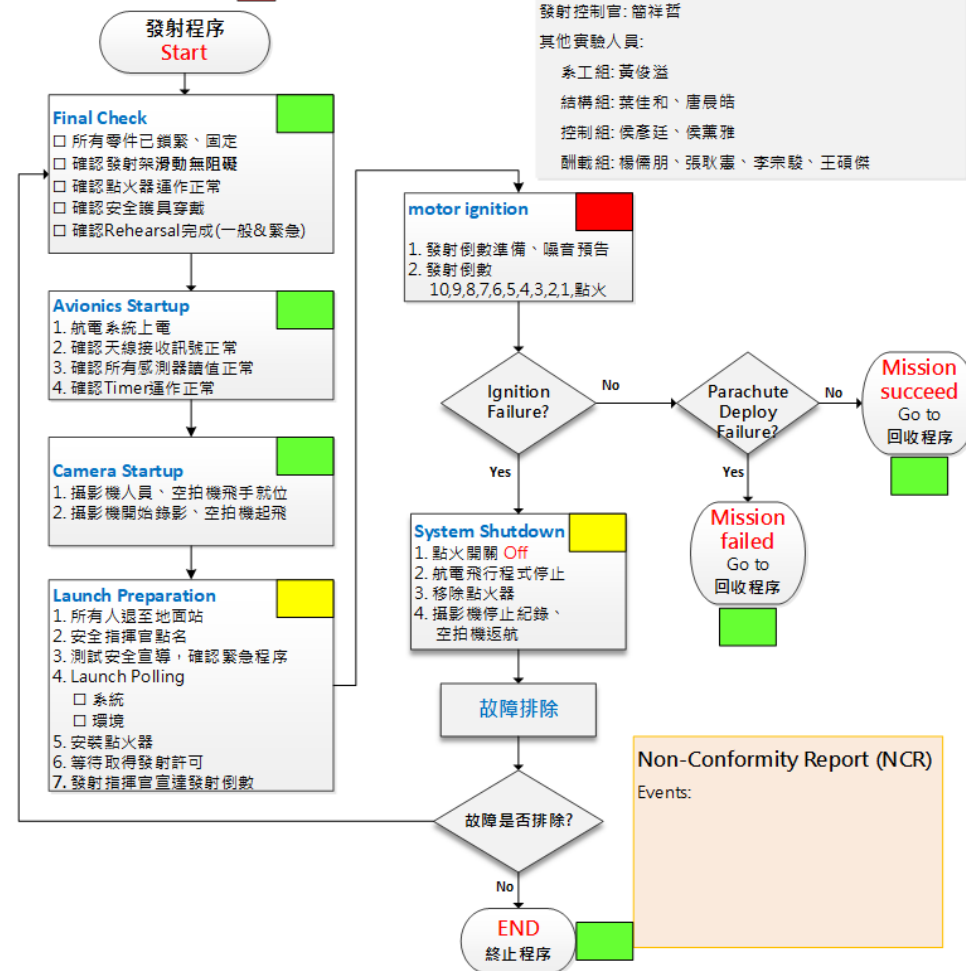 發射程序
Start
發射控制官: 簡祥哲
其他實驗人員:
系工組: 黃俊溢
結構組: 葉佳和、唐晨皓
控制組: 侯彥廷、侯薰雅
酬載組: 楊儒朋、張耿憲、李宗駿、王碩傑
Final Check
□ 所有零件已鎖緊、固定
□ 確認發射架滑動無阻礙
□ 確認點火器運作正常
□ 確認安全護具穿戴
□ 確認Rehearsal完成(一般&緊急)
Avionics Startup
1. 航電系統上電
2. 確認天線接收訊號正常
3. 確認所有感測器讀值正常
4. 確認Timer運作正常
Camera Startup
1. 攝影機人員、空拍機飛手就位
2. 攝影機開始錄影、空拍機起飛
Launch Preparation
1. 所有人退至地面站
2. 安全指揮官點名
3. 測試安全宣導，確認緊急程序
4. Launch Polling
□ 系統
□ 環境
5. 安裝點火器
6. 等待取得發射許可
7. 發射指揮官宣達發射倒數
motor ignition
1. 發射倒數準備、噪音預告
2. 發射倒數
10,9,8,7,6,5,4,3,2,1,點火
Ignition
Failure?
No
Parachute
Deploy
Failure?
No
Mission
succeed
Go to
回收程序
Yes
Yes
Mission
failed
Go to
回收程序
System Shutdown
1. 點火開關 Off
2. 航電飛行程式停止
3. 移除點火器
4. 攝影機停止紀錄、
空拍機返航
故障排除
故障是否排除?
No
END
終止程序
Non-Conformity Report (NCR)
Events: